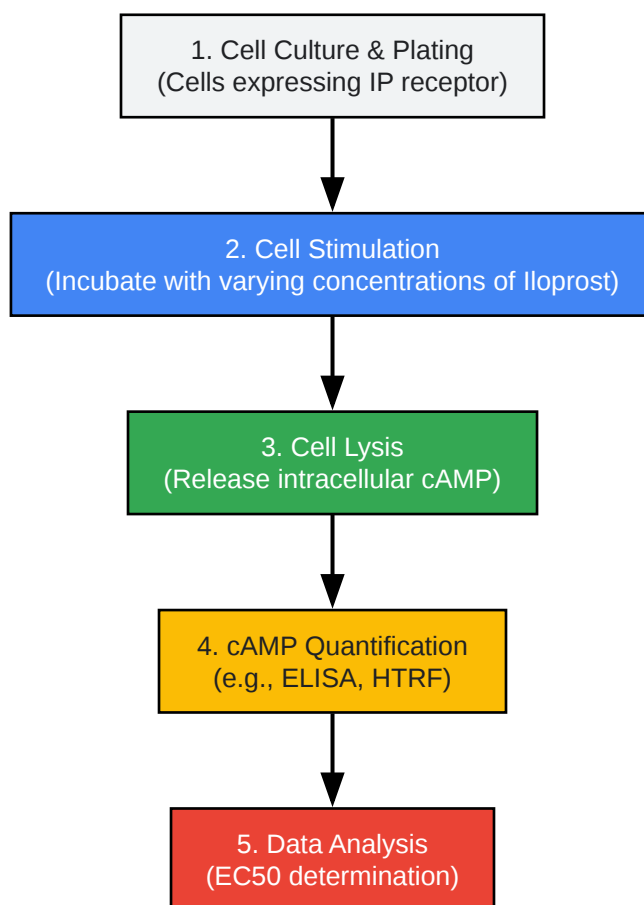 1. Cell Culture & Plating
(Cells expressing IP receptor)
2. Cell Stimulation
(Incubate with varying concentrations of Iloprost)
3. Cell Lysis
(Release intracellular cAMP)
4. cAMP Quantification
(e.g., ELISA, HTRF)
5. Data Analysis
(EC50 determination)